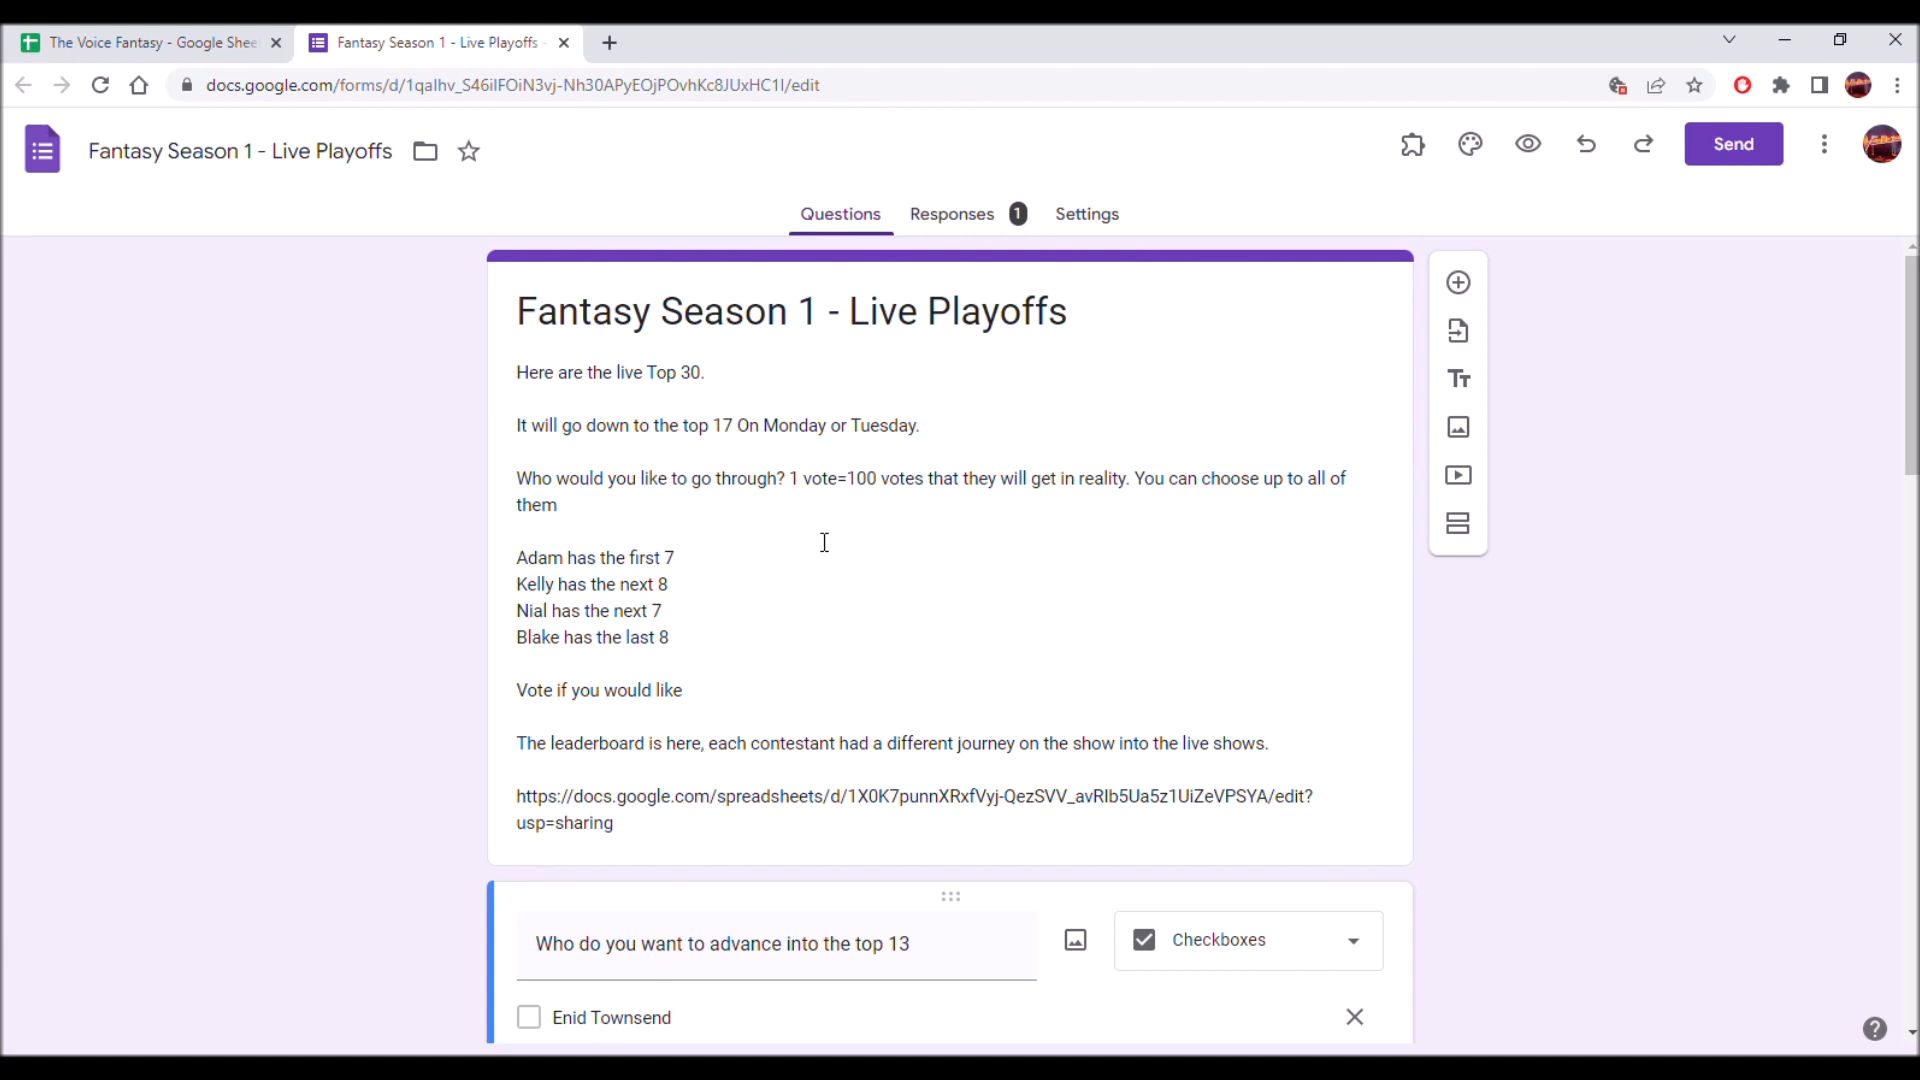 The Voice Fantasy - Google Shee
Fantasy Season 1 - Live Playoffs -
docs.google.com/forms/d/1qaIhv_S46iIFOiN3vj-Nh30APyEOjPOvhKc8JUxHC1I/edit
Fantasy Season 1 - Live Playoffs
Send
Questions
Responses 1
Settings
Fantasy Season 1 - Live Playoffs
Here are the live Top 30.
It will go down to the top 17 On Monday or Tuesday.
Who would you like to go through? 1 vote=100 votes that they will get in reality. You can choose up to all of
them
Adam has the first 7
Kelly has the next 8
Nial has the next 7
Blake has the last 8
Vote if you would like
The leaderboard is here, each contestant had a different journey on the show into the live shows.
https://docs.google.com/spreadsheets/d/1X0K7punnXRxfVyj-QezSVV_avRIb5Ua5z1UiZeVPSYA/edit?
usp=sharing
Who do you want to advance into the top 13
Checkboxes
Enid Townsend